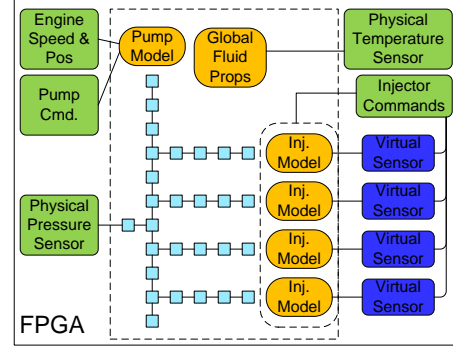 Engine
Speed &
Pos
Pump
Cmd.
Pump
Model
Global
Fluid
Props
Physical
Temperature
Sensor
Injector
Commands
Inj.
Model
Virtual
Sensor
Inj.
Model
Virtual
Sensor
Physical
Pressure
Sensor
Inj.
Model
Virtual
Sensor
Inj.
Model
Virtual
Sensor
FPGA